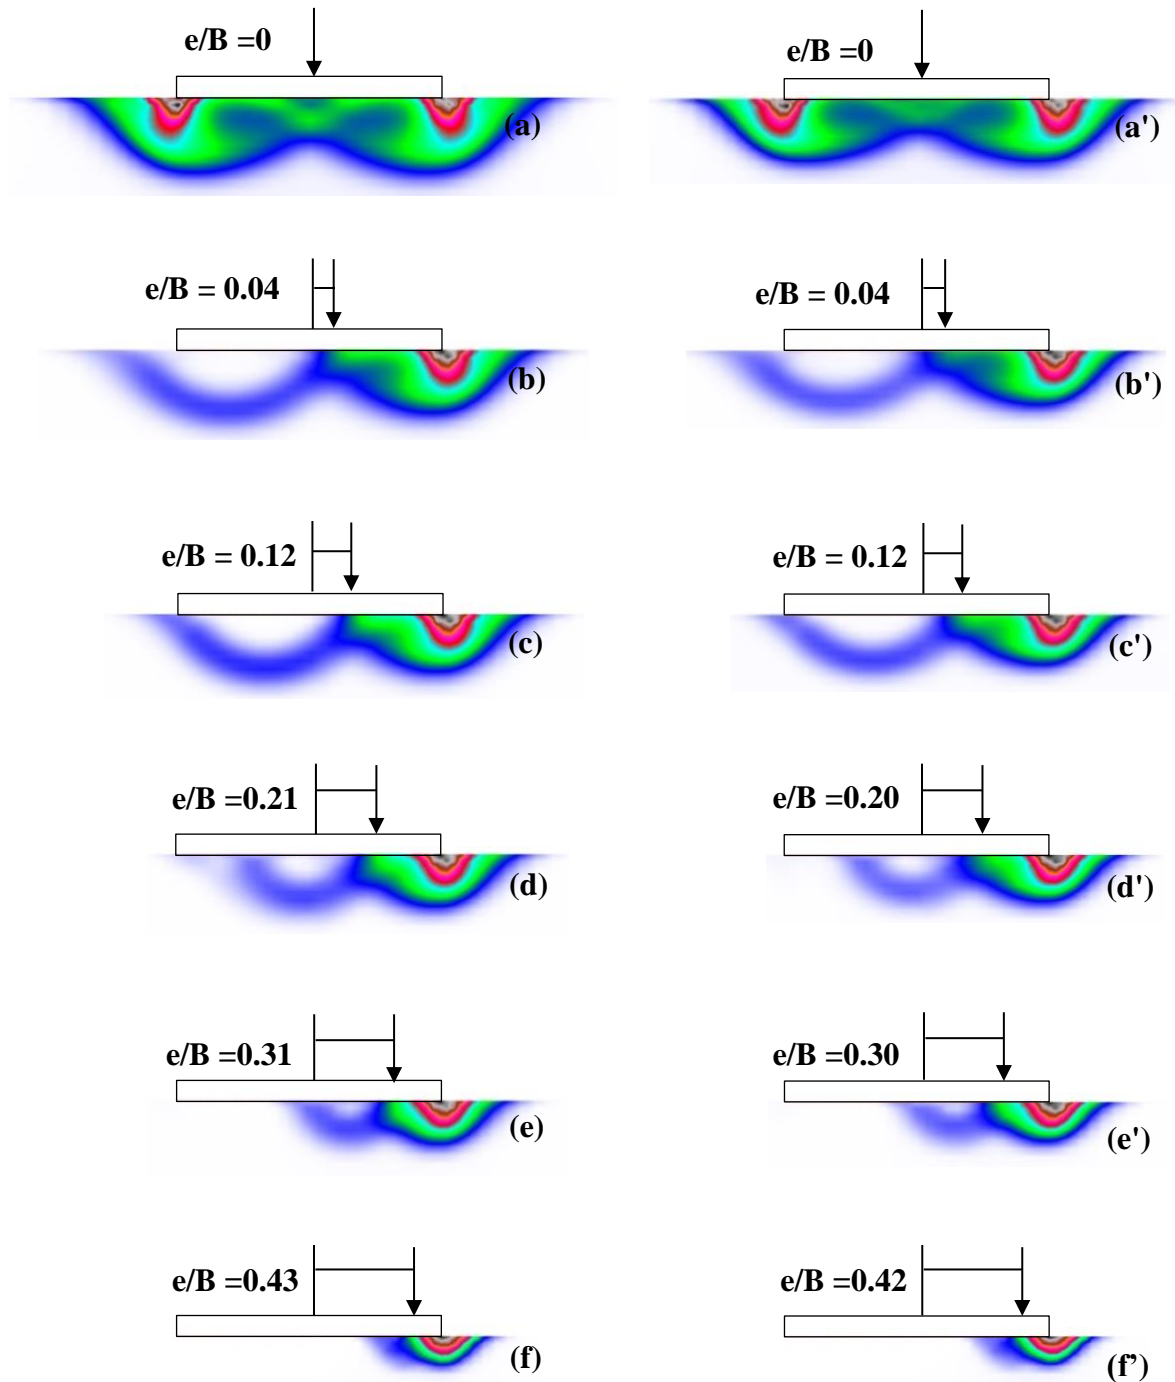 e/B =0
e/B =0
(a)
(a')
e/B = 0.04
e/B = 0.04
(b)
(b')
e/B = 0.12
e/B = 0.12
(c)
(c')
e/B =0.21
e/B =0.20
(d)
(d')
e/B =0.31
e/B =0.30
(e)
(e')
e/B =0.43
e/B =0.42
(f)
(f’)